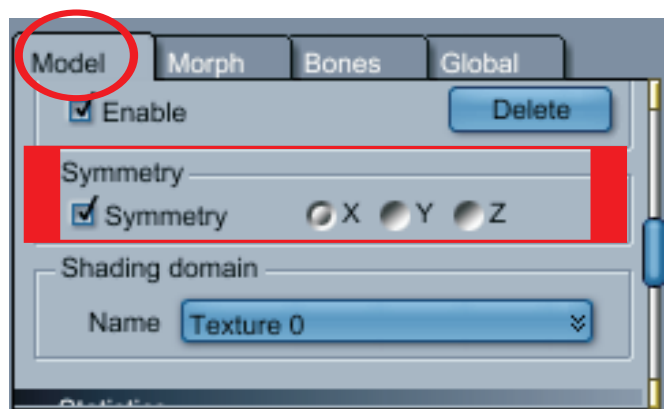 Model Morph Bones Global
Enable Delete
Symmetry
Symmetry X Y Z
Shading domain
Name Texture 0